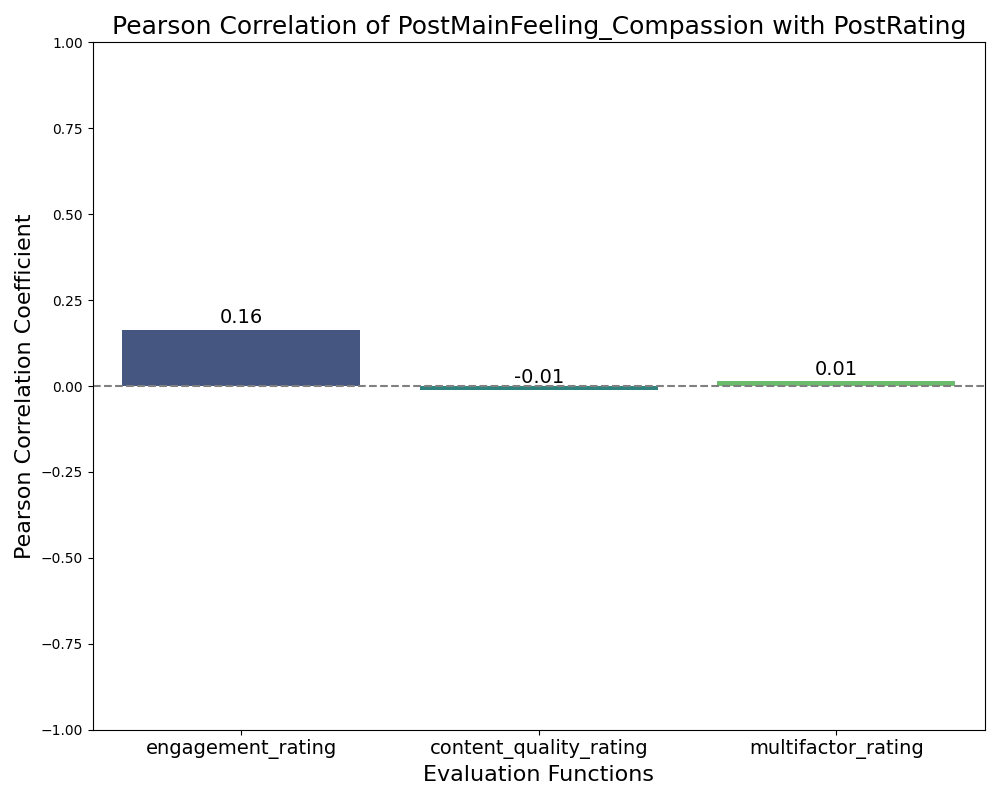 Pearson Correlation of PostMainFeeling_Compassion with PostRating
Pearson Correlation Coefficient
1.00
0.75
0.50
0.25
0.00
−0.25
−0.50
−0.75
−1.00
0.16
-0.01
0.01
engagement_rating
content_quality_rating
multifactor_rating
Evaluation Functions